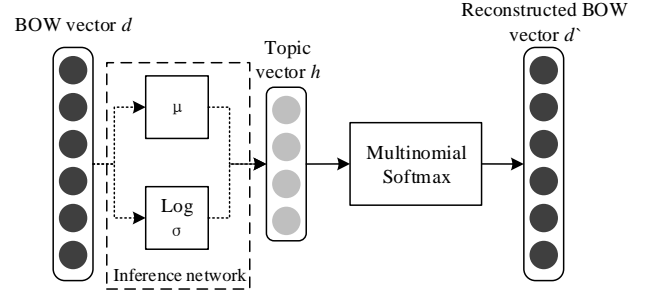 BOW vector d
μ
Log
σ
Inference network
Topic
vector h
Multinomial
Softmax
Reconstructed BOW
vector d`